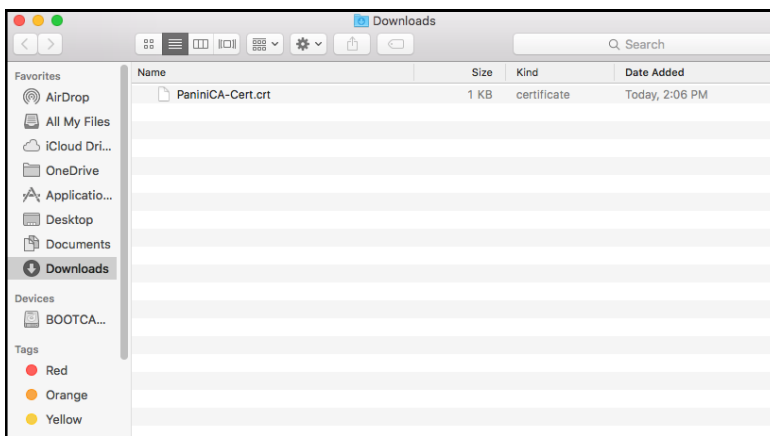 Downloads
Search
Favorites
AirDrop
All My Files
iCloud Dri...
OneDrive
Applicatio...
Desktop
Documents
Downloads
Devices
BOOTCA...
Tags
Red
Orange
Yellow
Name Size Kind Date Added
PaniniCA-Cert.crt 1 KB certificate Today, 2:06 PM